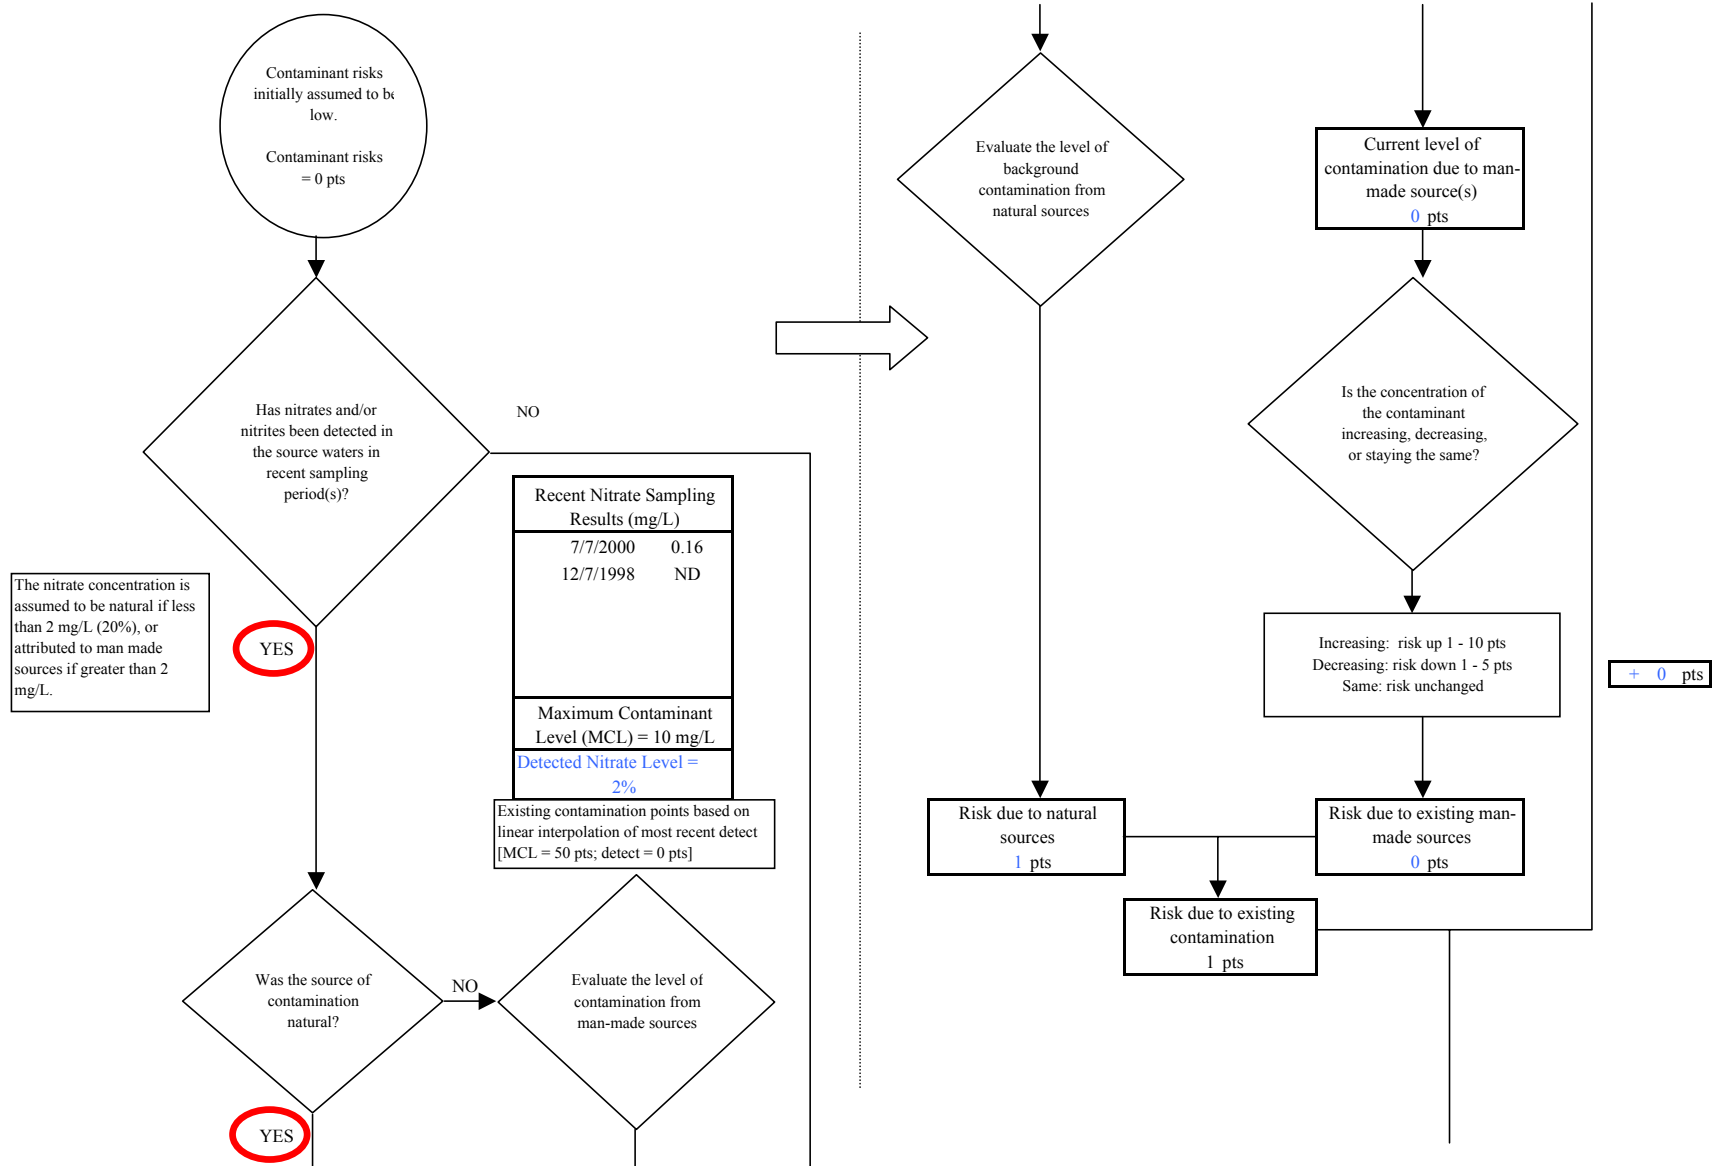 Contaminant risks
initially assumed to be
low.
Contaminant risks
= 0 pts
Has nitrates and/or
nitrites been detected in
the source waters in
recent sampling
period(s)?
NO
The nitrate concentration is
assumed to be natural if less
than 2 mg/L (20%), or
attributed to man made
sources if greater than 2
mg/L.
YES
Recent Nitrate Sampling
Results (mg/L)
7/7/2000 0.16
12/7/1998 ND
Maximum Contaminant
Level (MCL) = 10 mg/L
Detected Nitrate Level =
2%
Existing contamination points based on
linear interpolation of most recent detect
[MCL = 50 pts; detect = 0 pts]
Was the source of
contamination
natural?
NO
Evaluate the level of
contamination from
man-made sources
YES
Evaluate the level of
background
contamination from
natural sources
Current level of
contamination due to man-
made source(s)
0 pts
Is the concentration of
the contaminant
increasing, decreasing,
or staying the same?
Increasing: risk up 1 - 10 pts
Decreasing: risk down 1 - 5 pts
Same: risk unchanged
+ 0 pts
Risk due to natural
sources
1 pts
Risk due to existing man-
made sources
0 pts
Risk due to existing
contamination
1 pts